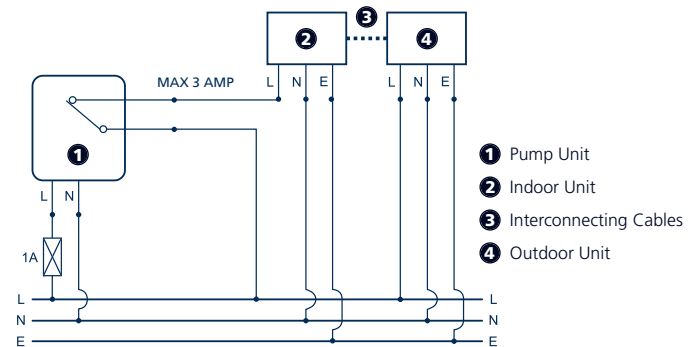 3
2
4
L N E
L N E
MAX 3 AMP
1
L N
1A
L L
N N
E E
1 Pump Unit
2 Indoor Unit
3 Interconnecting Cables
4 Outdoor Unit